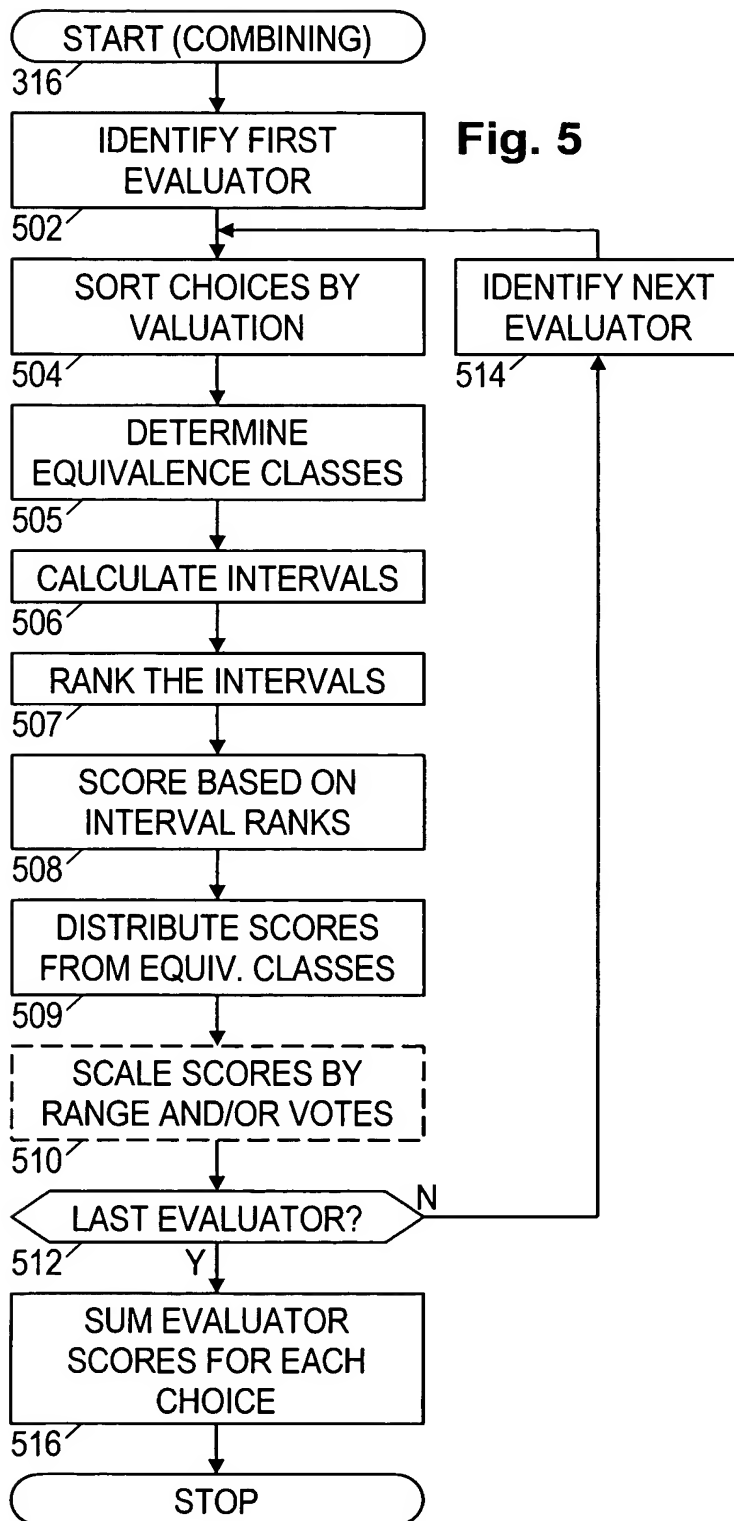 START (COMBINING)
316
Fig. 5
IDENTIFY FIRST
EVALUATOR
502
SORT CHOICES BY
VALUATION
504
IDENTIFY NEXT
EVALUATOR
514
DETERMINE
EQUIVALENCE CLASSES
505
CALCULATE INTERVALS
506
RANK THE INTERVALS
507
SCORE BASED ON
INTERVAL RANKS
508
DISTRIBUTE SCORES
FROM EQUIV. CLASSES
509
SCALE SCORES BY
RANGE AND/OR VOTES
510
LAST EVALUATOR?
N
512
Y
SUM EVALUATOR
SCORES FOR EACH
CHOICE
516
STOP